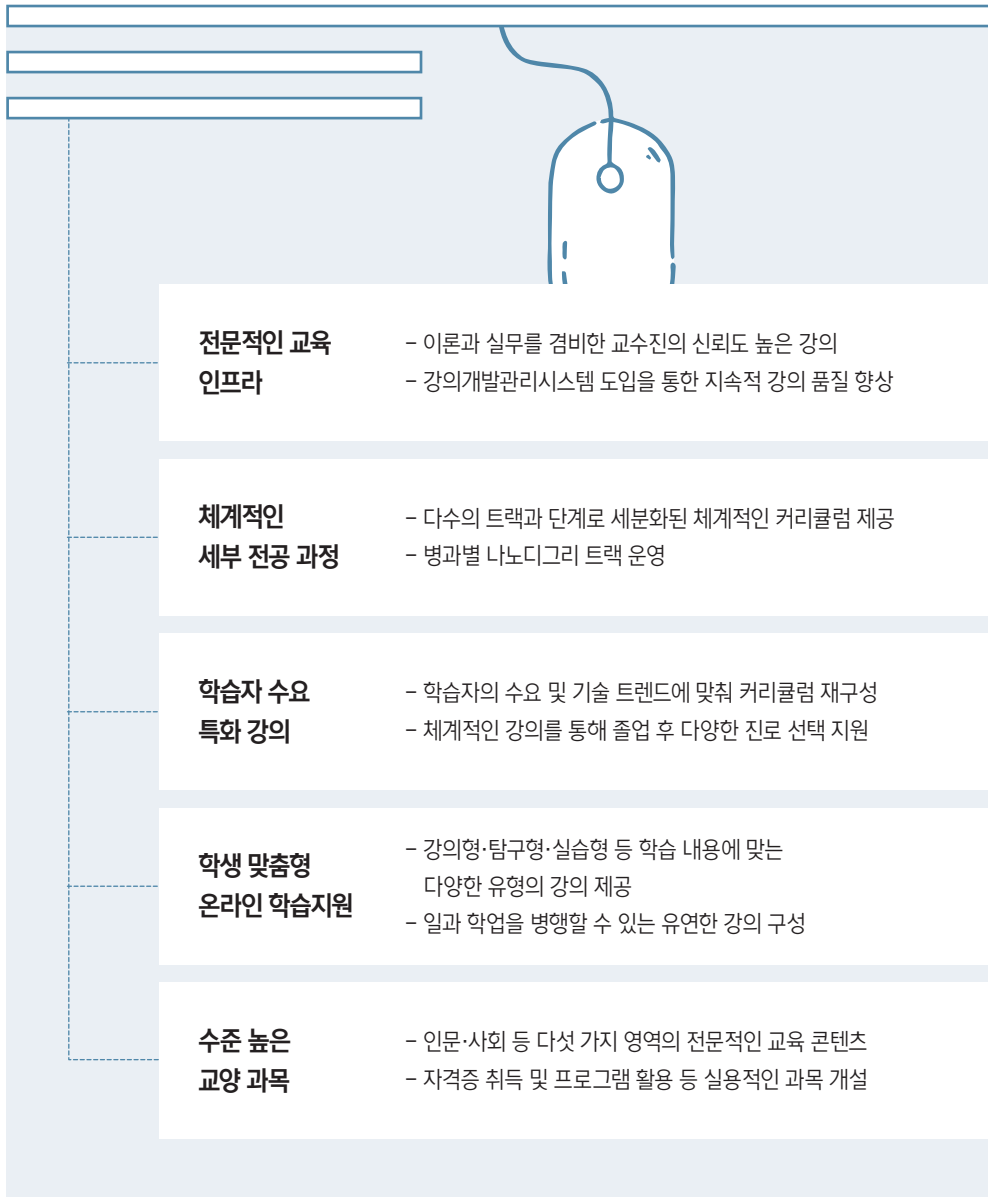 전문적인 교육
인프라
– 이론과 실무를 겸비한 교수진의 신뢰도 높은 강의
– 강의개발관리시스템 도입을 통한 지속적 강의 품질 향상
체계적인
세부 전공 과정
– 다수의 트랙과 단계로 세분화된 체계적인 커리큘럼 제공
– 병과별 나노디그리 트랙 운영
학습자 수요
특화 강의
– 학습자의 수요 및 기술 트렌드에 맞춰 커리큘럼 재구성
– 체계적인 강의를 통해 졸업 후 다양한 진로 선택 지원
학생 맞춤형
온라인 학습지원
– 강의형·탐구형·실습형 등 학습 내용에 맞는
다양한 유형의 강의 제공
– 일과 학업을 병행할 수 있는 유연한 강의 구성
수준 높은
교양 과목
– 인문·사회 등 다섯 가지 영역의 전문적인 교육 콘텐츠
– 자격증 취득 및 프로그램 활용 등 실용적인 과목 개설